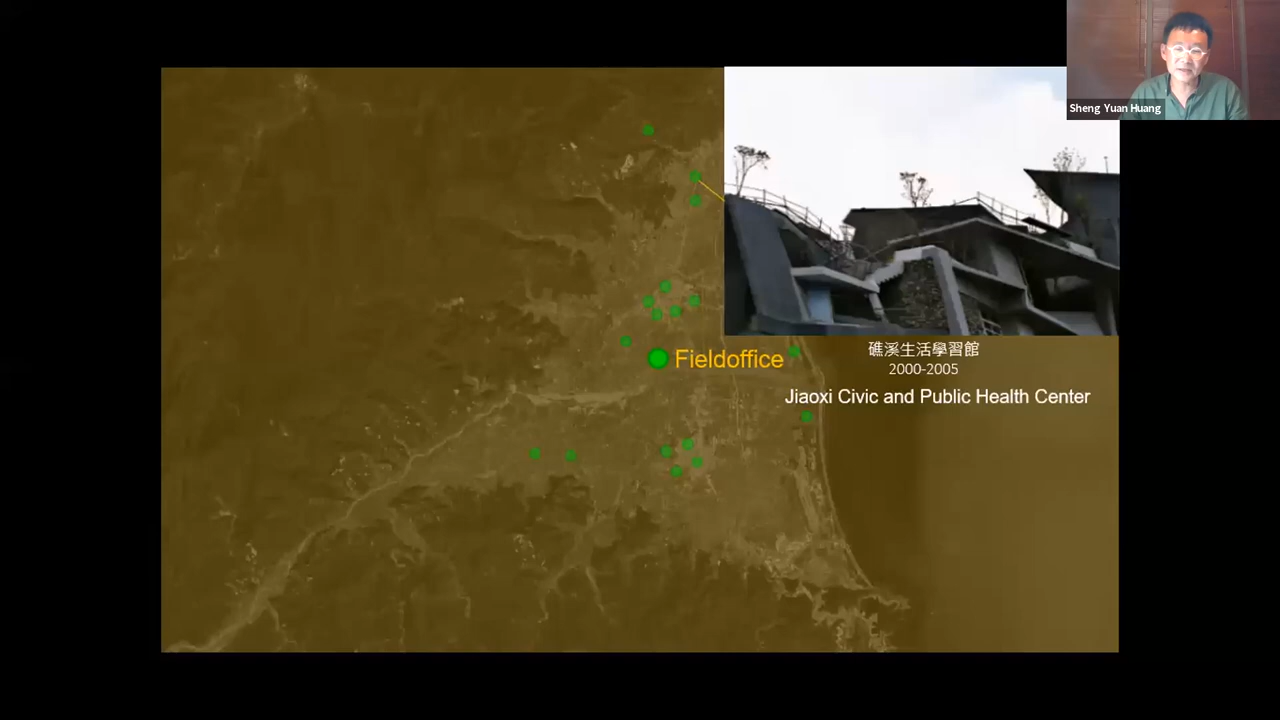 Sheng Yuan Huang
Fieldoffice
礁溪生活學習館
2000-2005
Jiaoxi Civic and Public Health Center